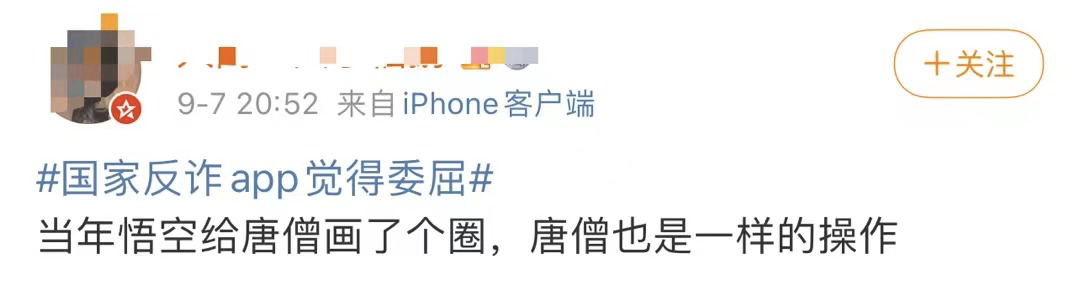 9-7 20:52 来自 iPhone客户端
+关注
#国家反诈app觉得委屈#
当年悟空给唐僧画了个圈，唐僧也是一样的操作